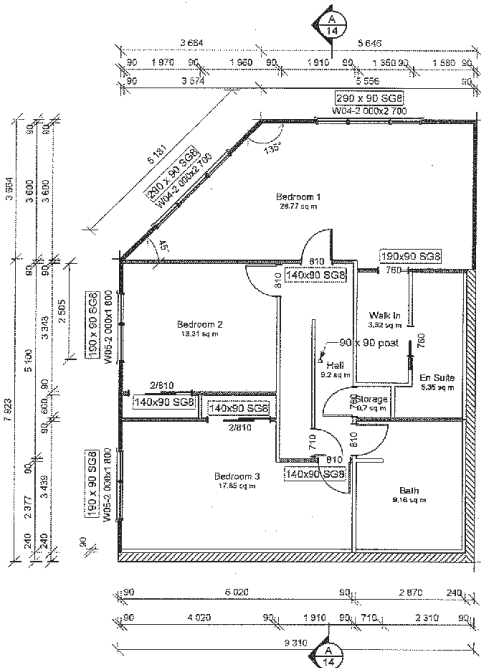 A
14
3 664 5 646
90 1 970 90 1 960 90 1 910 90 1 350 90 1 580 90
90 3 574 5 556 90
290 x 90 SG8
W04-2 000x2 700
5 181
290 x 90 SG8
W04-2 000x2 700
135°
45°
Bedroom 1
26.77 sq m
810
190x90 SG8
760
140x90 SG8
810
Walk In
3.92 sq m
760
Bedroom 2
13.31 sq m
90 x 90 post
Hall
9.2 sq m
En Suite
5.35 sq m
2/810
140x90 SG8
140x90 SG8
2/810
Storage
0.7 sq m
710
810
810
140x90 SG8
Bedroom 3
17.85 sq m
Bath
9.16 sq m
190 x 90 SG8
W05-2 000x1 800
190 x 90 SG8
W05-2 000x1 800
3 664
7 923
90 3 600 90 5 100 90 2 377 240
90 3 600 90 3 343 90 600 90 3 439 240
2 505
90
90 6 020 90 2 870 240
90 4 020 90 1 910 90 710 2 310 90
9 310
A
14